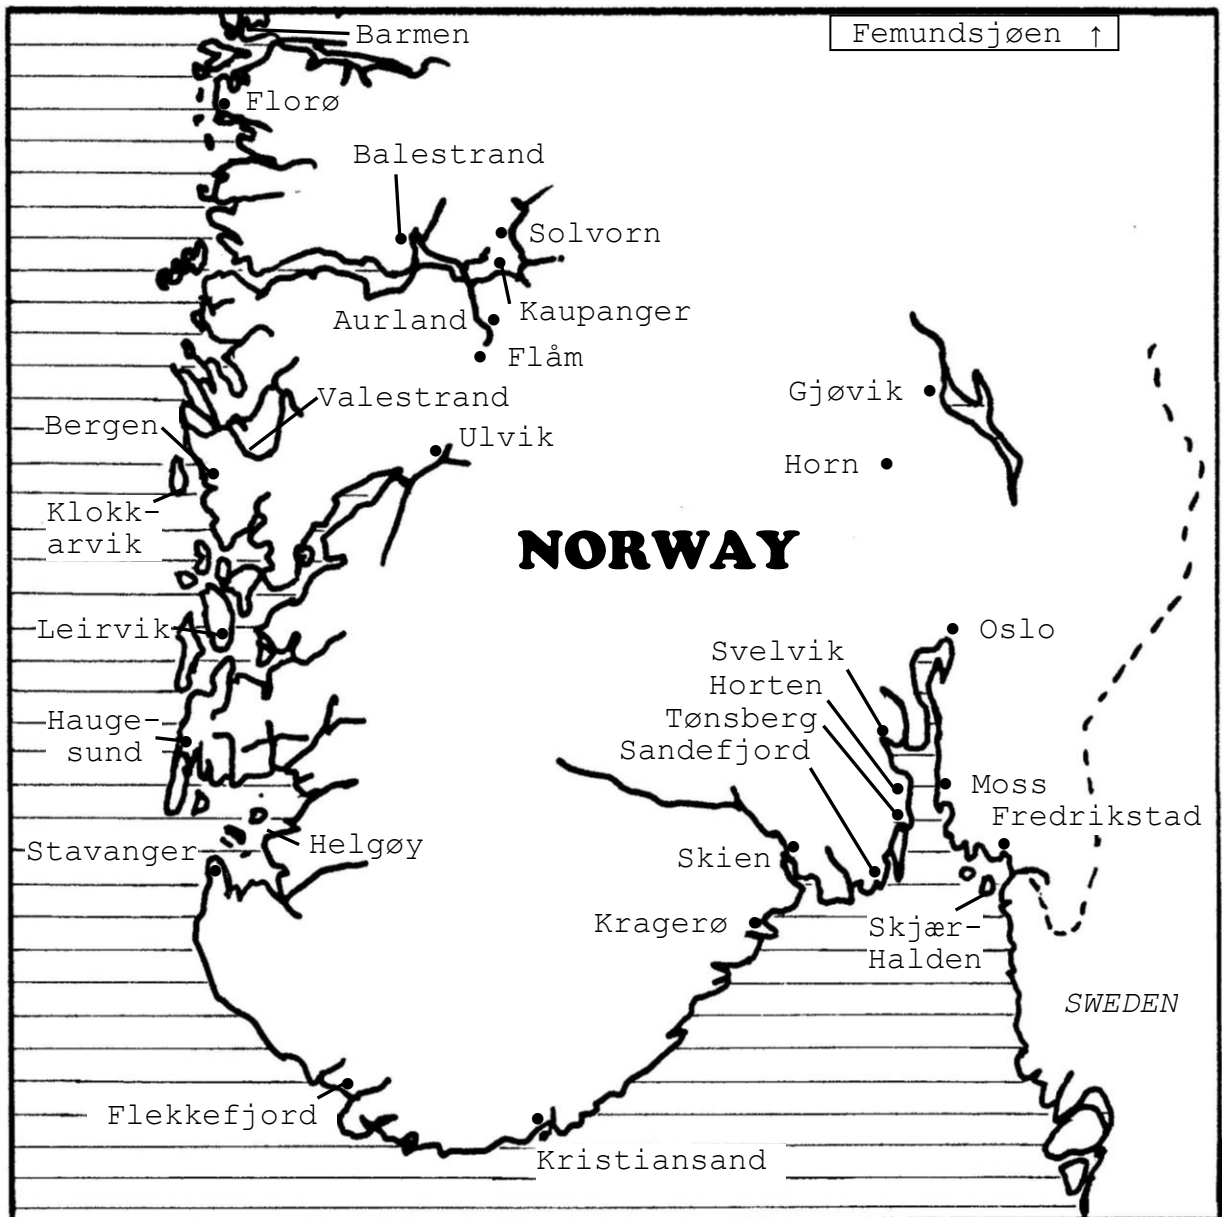 Barmen
Femundsjøen ↑
Florø
Balestrand
Solvorn
Kaupanger
Aurland
Flåm
Gjøvik
Valestrand
Bergen
Ulvik
Horn
Klokk-
arvik
NORWAY
Leirvik
Oslo
Svelvik
Horten
Tønsberg
Sandefjord
Hauge-
sund
Moss
Fredrikstad
Helgøy
Stavanger
Skien
Kragerø
Skjær-
Halden
SWEDEN
Flekkefjord
Kristiansand